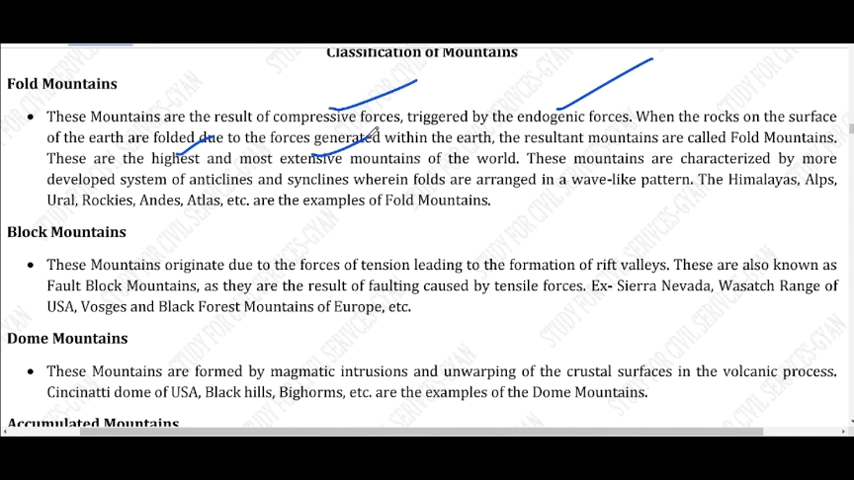 Classification of Mountains
Fold Mountains
• These Mountains are the result of compressive forces, triggered by the endogenic forces. When the rocks on the surface
of the earth are folded due to the forces generated within the earth, the resultant mountains are called Fold Mountains.
These are the highest and most extensive mountains of the world. These mountains are characterized by more
developed system of anticlines and synclines wherein folds are arranged in a wave-like pattern. The Himalayas, Alps,
Ural, Rockies, Andes, Atlas, etc. are the examples of Fold Mountains.
Block Mountains
• These Mountains originate due to the forces of tension leading to the formation of rift valleys. These are also known as
Fault Block Mountains, as they are the result of faulting caused by tensile forces. Ex- Sierra Nevada, Wasatch Range of
USA, Vosges and Black Forest Mountains of Europe, etc.
Dome Mountains
• These Mountains are formed by magmatic intrusions and unwarping of the crustal surfaces in the volcanic process.
Cincinatti dome of USA, Black hills, Bighorms, etc. are the examples of the Dome Mountains.
Accumulated Mountains